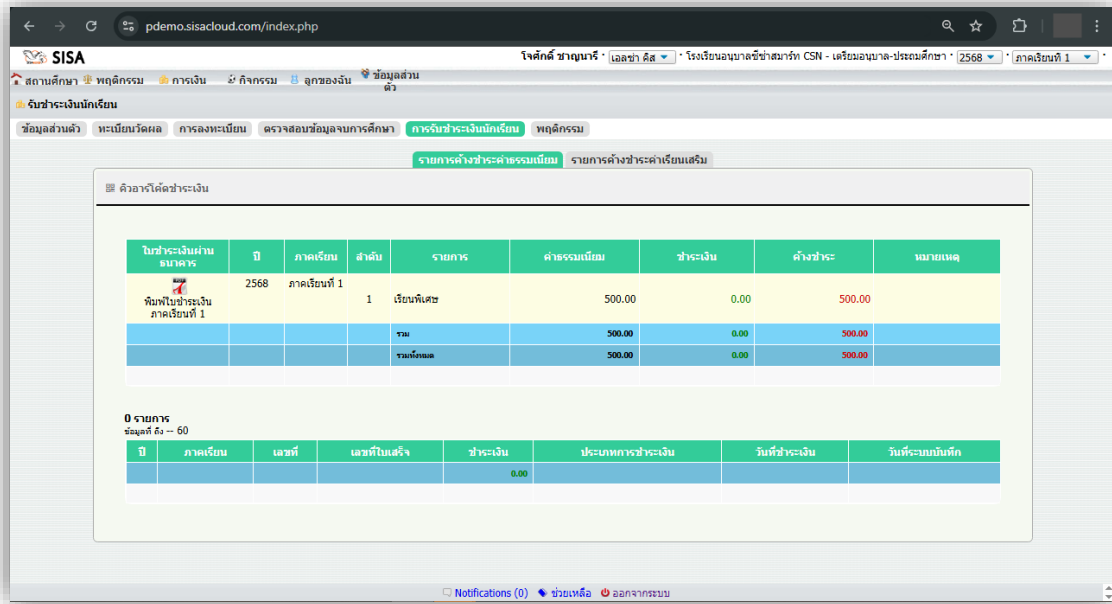 pdemo.sisacloud.com/index.php
SISA
โจศักดิ์ ชาญนารี · เอลซ่า คิส · โรงเรียนอนุบาลซีซ่าสมาร์ท CSN - เตรียมอนุบาล-ประถมศึกษา · 2568 · ภาคเรียนที่ 1 ·
สถานศึกษา พฤติกรรม การเงิน กิจกรรม ลูกของฉัน ข้อมูลส่วนตัว
รับชำระเงินนักเรียน
ข้อมูลส่วนตัว ทะเบียนวัดผล การลงทะเบียน ตรวจสอบข้อมูลจบการศึกษา การรับชำระเงินนักเรียน พฤติกรรม
รายการค้างชำระค่าธรรมเนียม รายการค้างชำระค่าเรียนเสริม
คิวอาร์โค้ดชำระเงิน
ใบชำระเงินผ่านธนาคาร ปี ภาคเรียน ลำดับ รายการ ค่าธรรมเนียม ชำระเงิน ค้างชำระ หมายเหตุ
2568 ภาคเรียนที่ 1
พิมพ์ใบชำระเงิน 1 เรียนพิเศษ 500.00 0.00 500.00
ภาคเรียนที่ 1
รวม 500.00 0.00 500.00
รวมทั้งหมด 500.00 0.00 500.00
0 รายการ
ข้อมูลที่ ถึง -- 60
ปี ภาคเรียน เลขที่ เลขที่ใบเสร็จ ชำระเงิน ประเภทการชำระเงิน วันที่ชำระเงิน วันที่ระบบบันทึก
0.00
Notifications (0) ช่วยเหลือ ออกจากระบบ